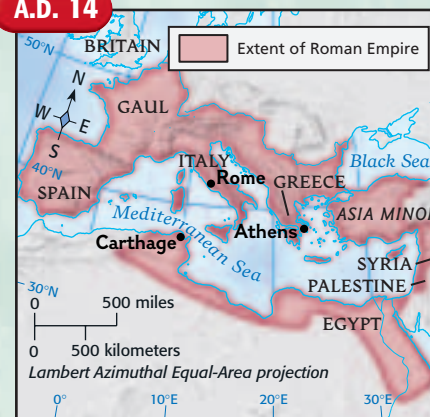 A.D. 14
50°N
BRITAIN
Extent of Roman Empire
N
W
E
S
GAUL
ITALY
Rome
Black Sea
40°N
SPAIN
GREECE
Mediterranean Sea
Athens
ASIA MINO
Carthage
SYRIA
PALESTINE
30°N
EGYPT
0 500 miles
0 500 kilometers
Lambert Azimuthal Equal-Area projection
0° 10°E 20°E 30°E